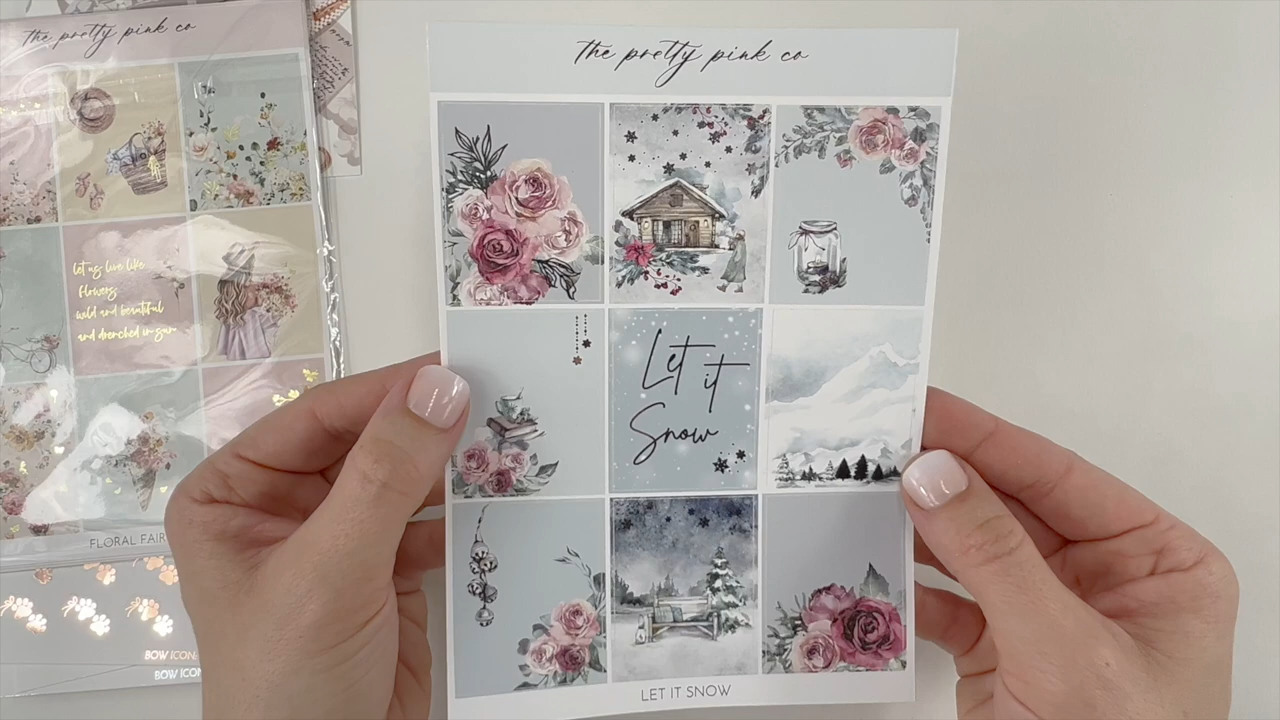 the pretty pink co
the pretty pink co
let us live like
flowers
wild and beautiful
and drenched in sun
Let it
Snow
FLORAL FAIR
BOW ICON
BOW ICON
LET IT SNOW